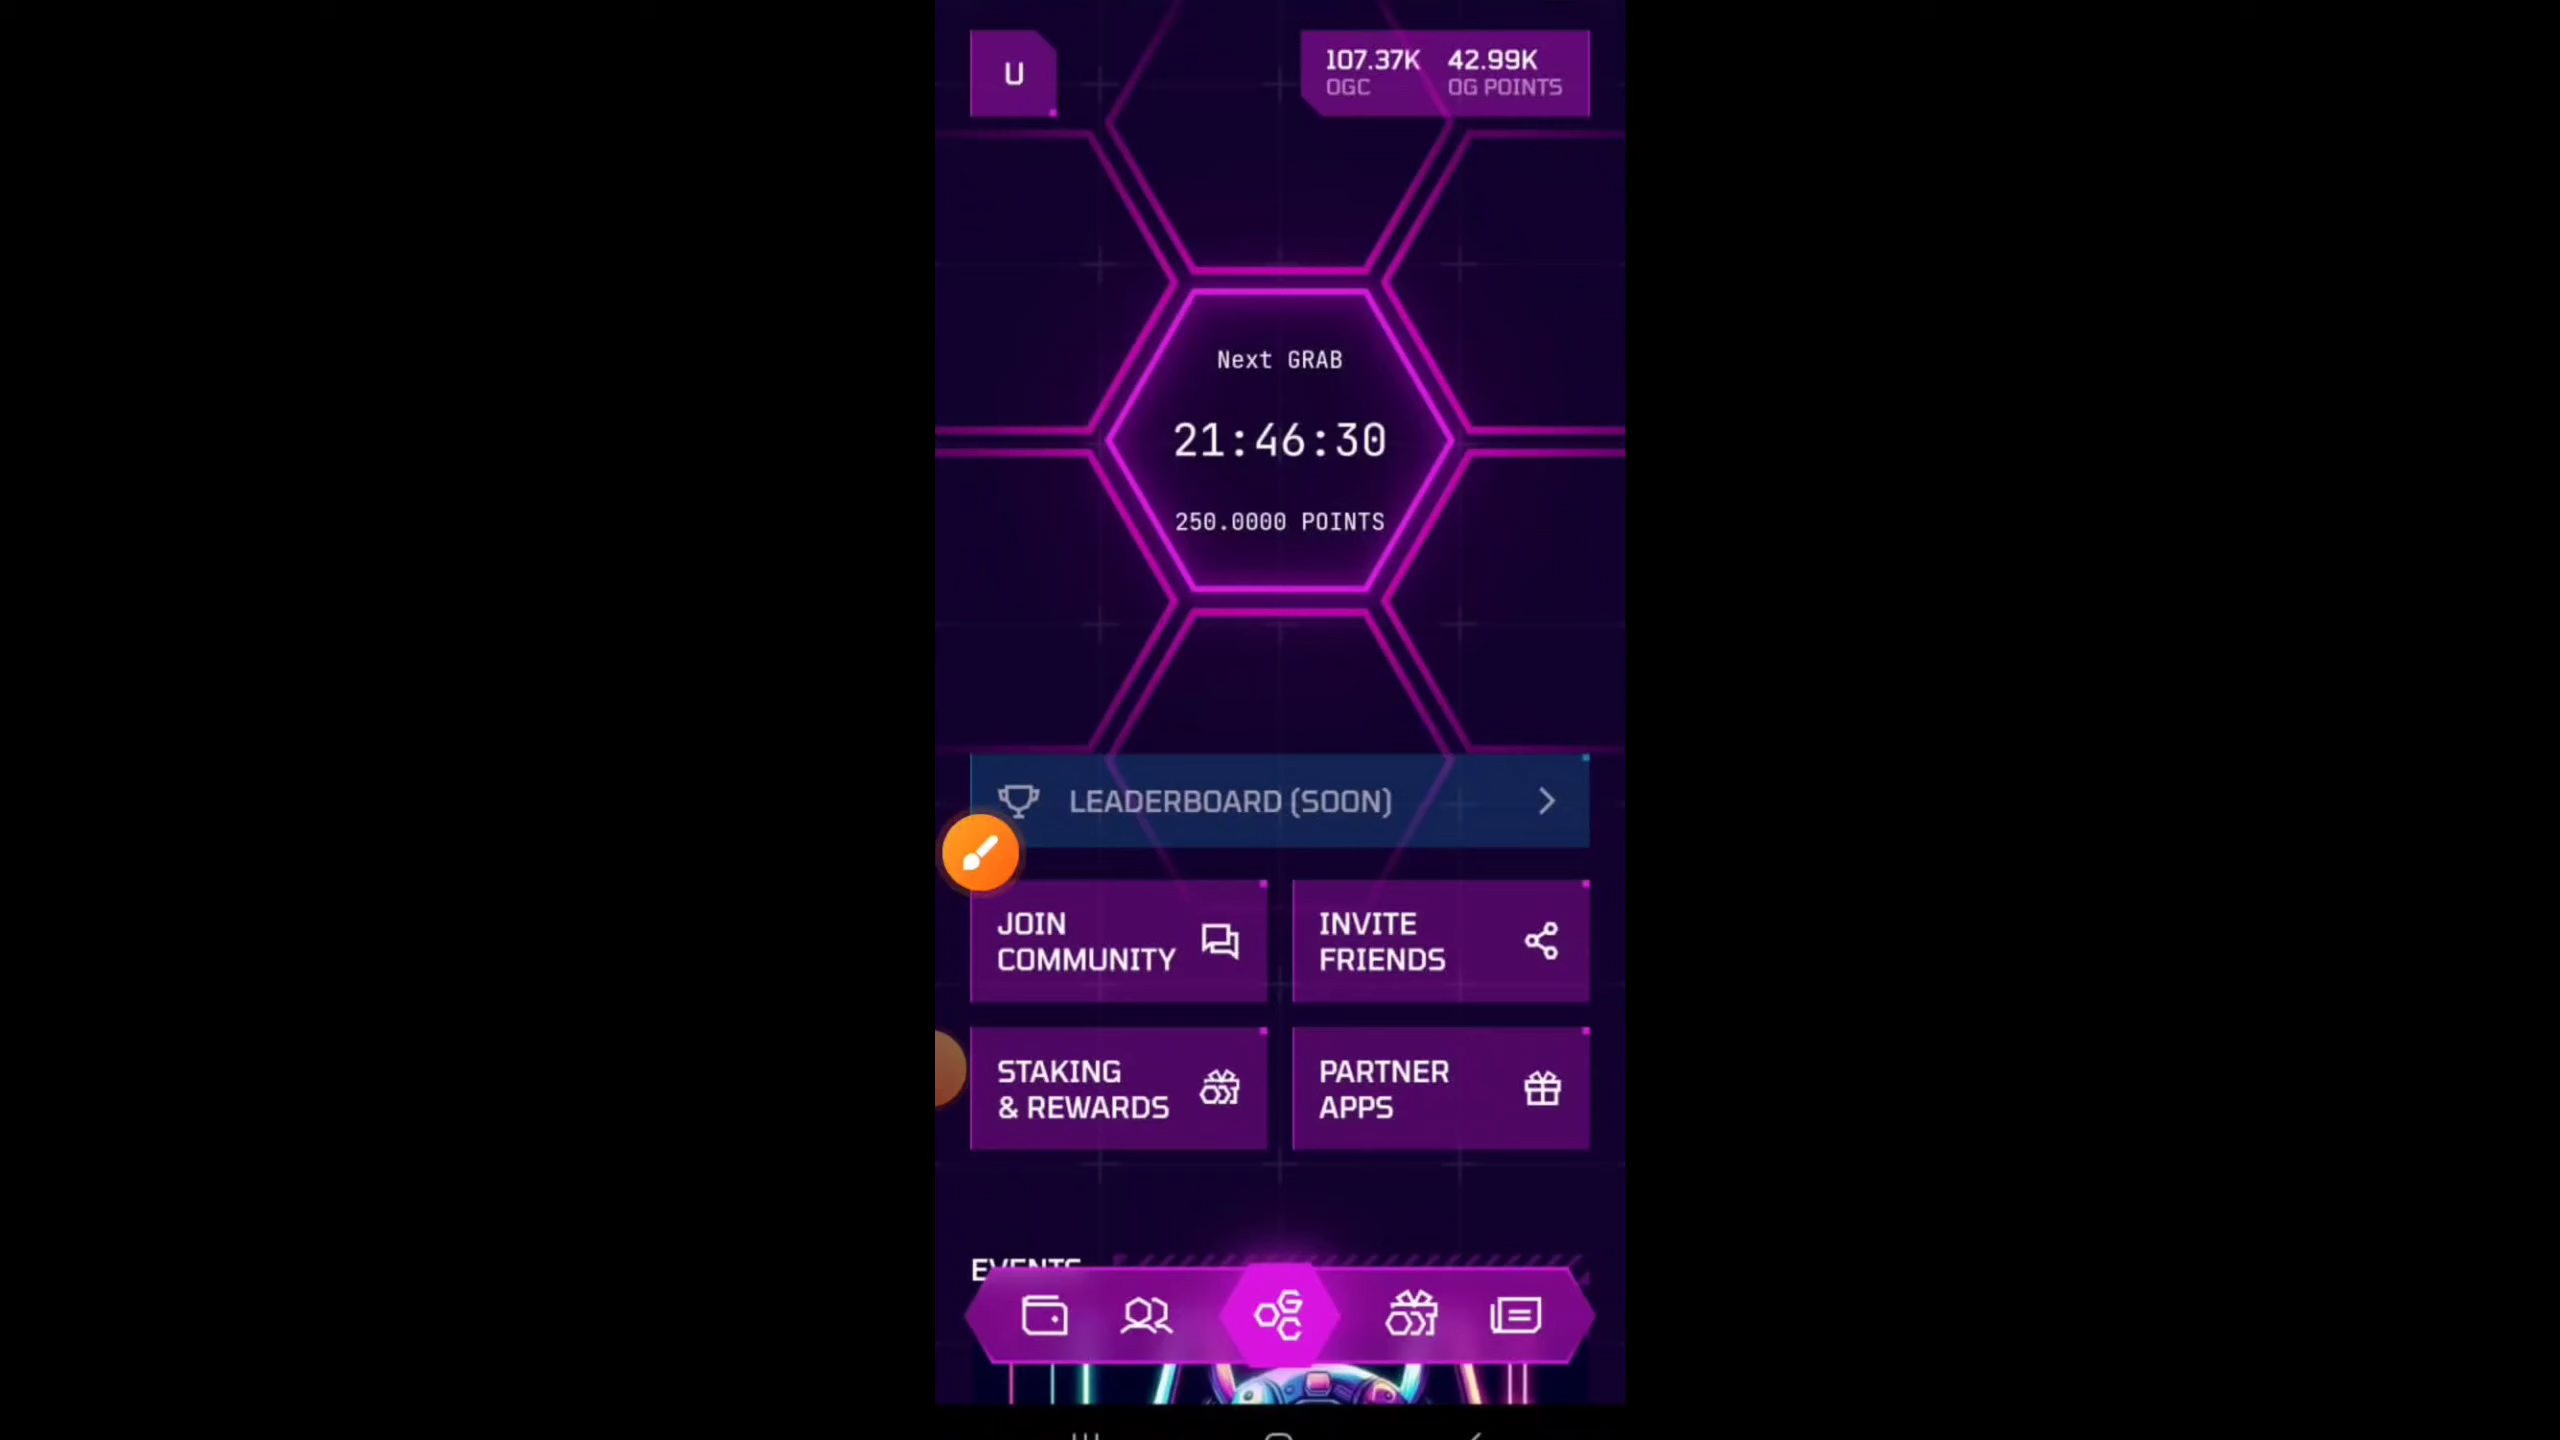 U
107.37K 42.99K
OGC OG POINTS
Next GRAB
21:46:30
250.0000 POINTS
LEADERBOARD (SOON)
JOIN
COMMUNITY
INVITE
FRIENDS
STAKING
& REWARDS
PARTNER
APPS
EVENTS